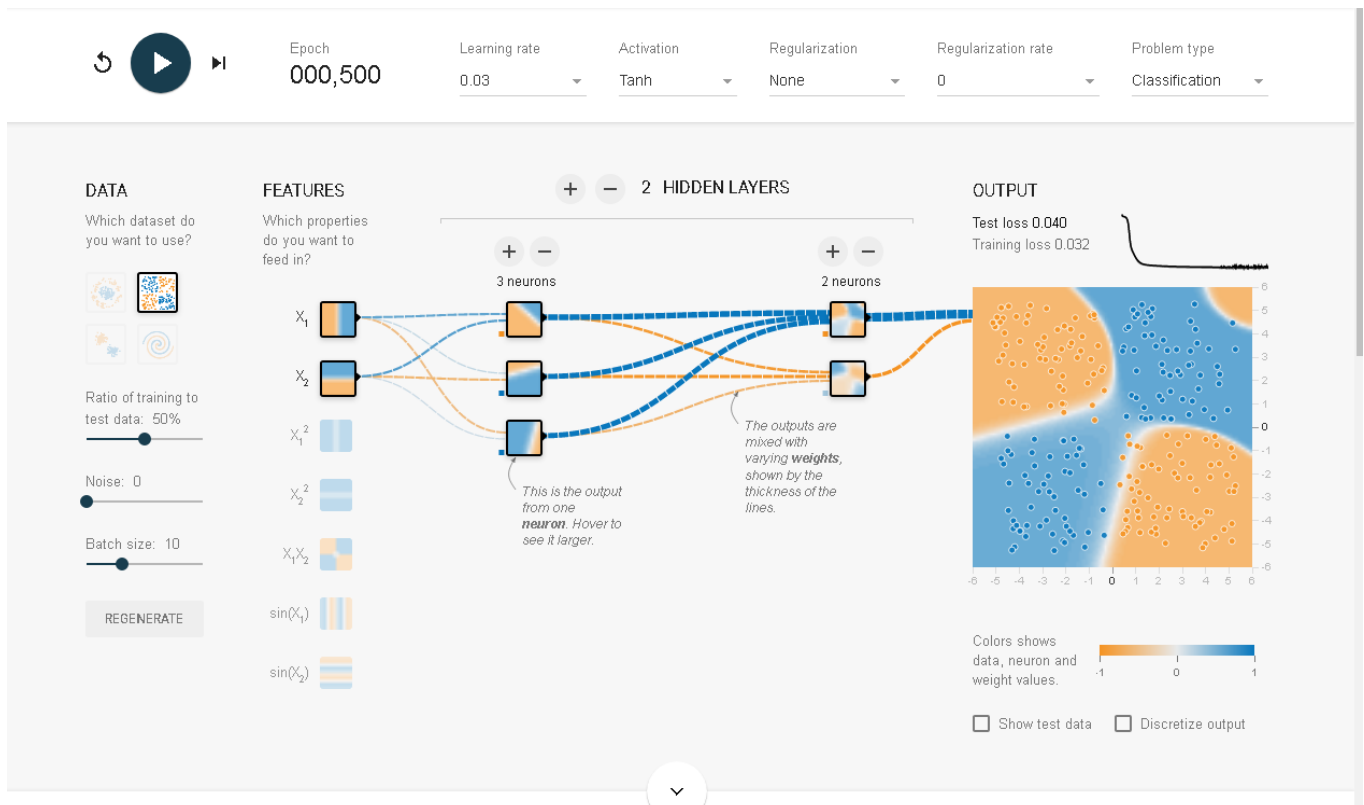 Epoch
000,500
Learning rate
0.03
Activation
Tanh
Regularization
None
Regularization rate
0
Problem type
Classification
DATA
Which dataset do
you want to use?
Ratio of training to
test data: 50%
Noise: 0
Batch size: 10
REGENERATE
FEATURES
Which properties
do you want to
feed in?
X₁
X₂
X₁²
X₂²
X₁X₂
sin(X₁)
sin(X₂)
+ − 2 HIDDEN LAYERS
+ −
3 neurons
+ −
2 neurons
This is the output
from one
neuron. Hover to
see it larger.
The outputs are
mixed with
varying weights,
shown by the
thickness of the
lines.
OUTPUT
Test loss 0.040
Training loss 0.032
6
5
4
3
2
1
0
-1
-2
-3
-4
-5
-6
-6 -5 -4 -3 -2 -1 0 1 2 3 4 5 6
Colors shows
data, neuron and
weight values.
-1 0 1
Show test data
Discretize output